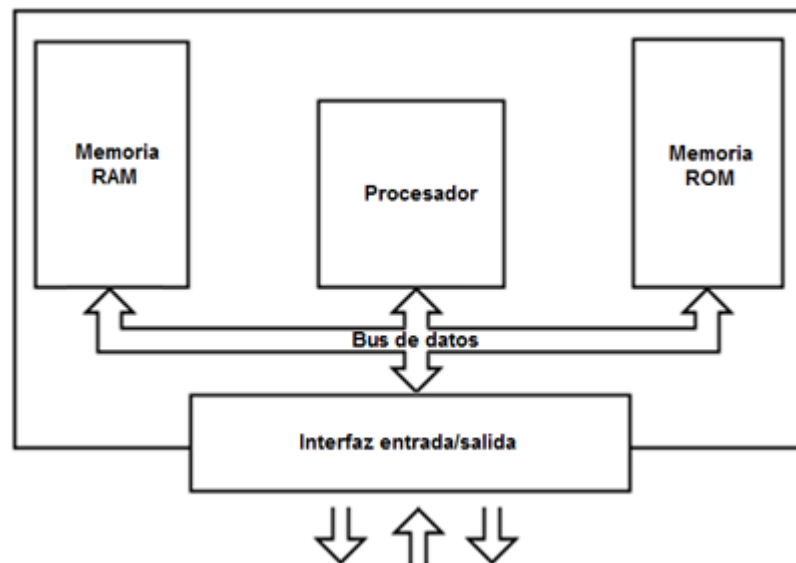 Memoria
RAM
Procesador
Memoria
ROM
Bus de datos
Interfaz entrada/salida